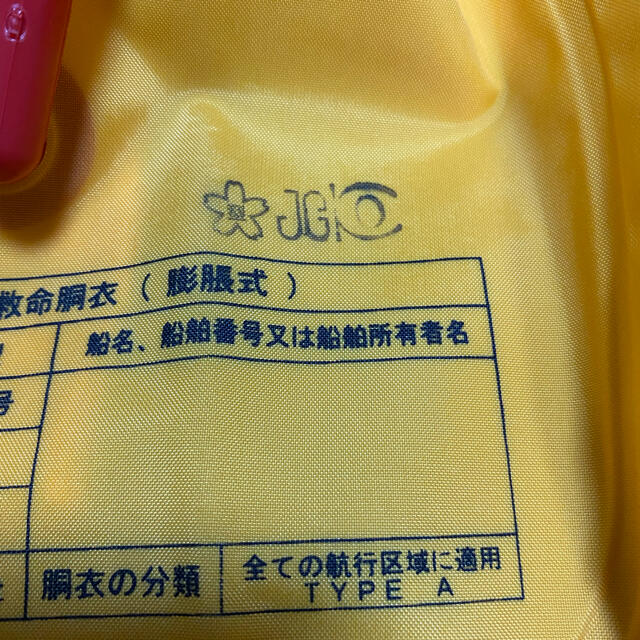 JCI
救命胴衣 ( 膨脹式 )
船名、船舶番号又は船舶所有者名
号
胴衣の分類
全ての航行区域に適用
TYPE A